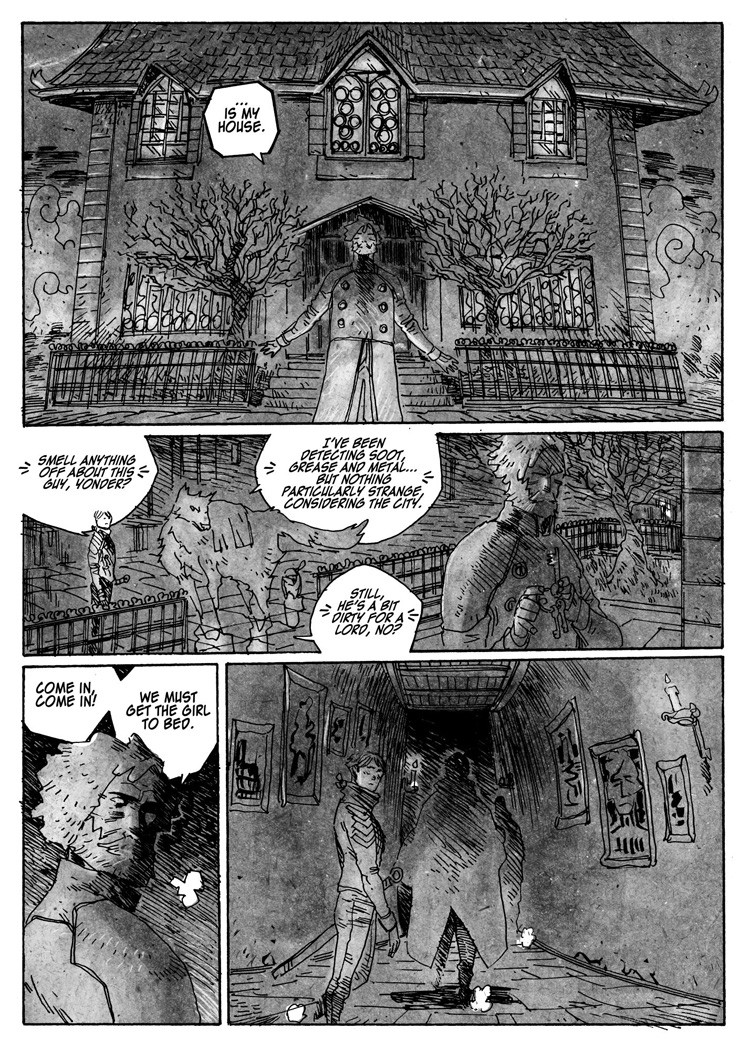 ...
IS MY
HOUSE.
SMELL ANYTHING
OFF ABOUT THIS
GUY, YONDER?
I'VE BEEN
DETECTING SOOT,
GREASE AND METAL...
BUT NOTHING
PARTICULARLY STRANGE
CONSIDERING THE CITY.
STILL,
HE'S A BIT
DIRTY FOR A
LORD, NO?
COME IN,
COME IN!
WE MUST
GET THE GIRL
TO BED.